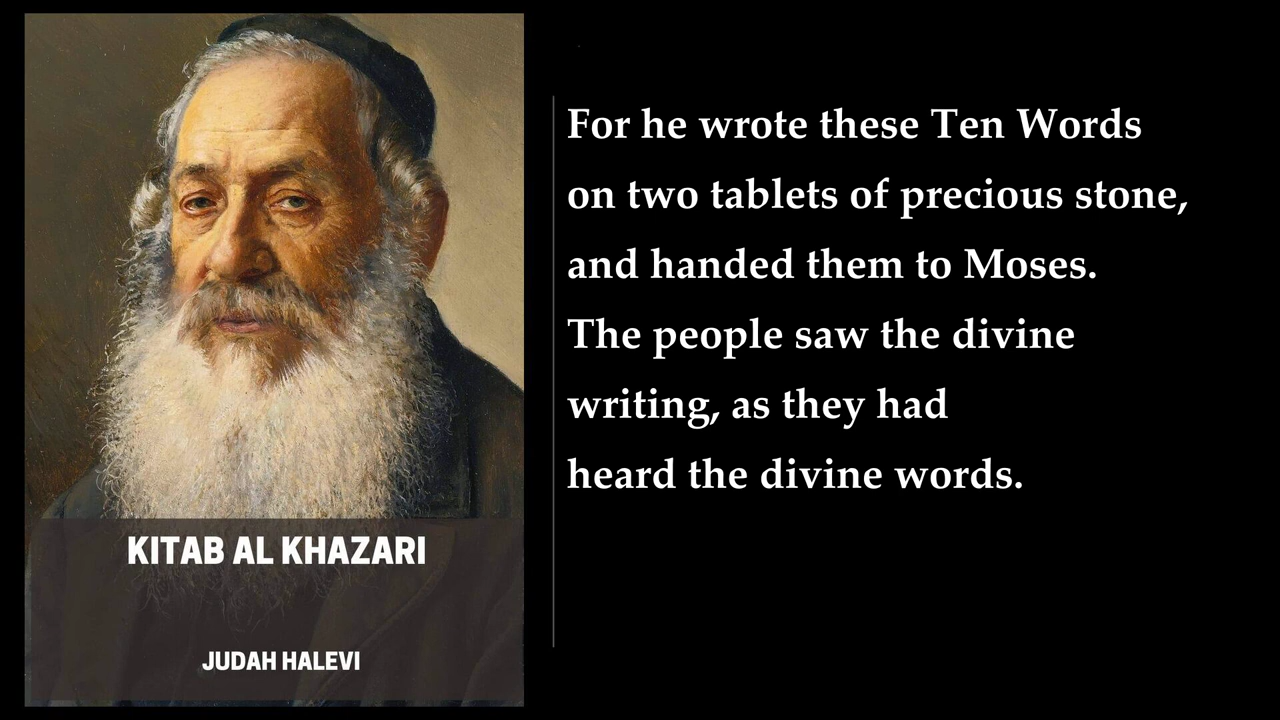 For he wrote these Ten Words
on two tablets of precious stone,
and handed them to Moses.
The people saw the divine
writing, as they had
heard the divine words.
KITAB AL KHAZARI
JUDAH HALEVI